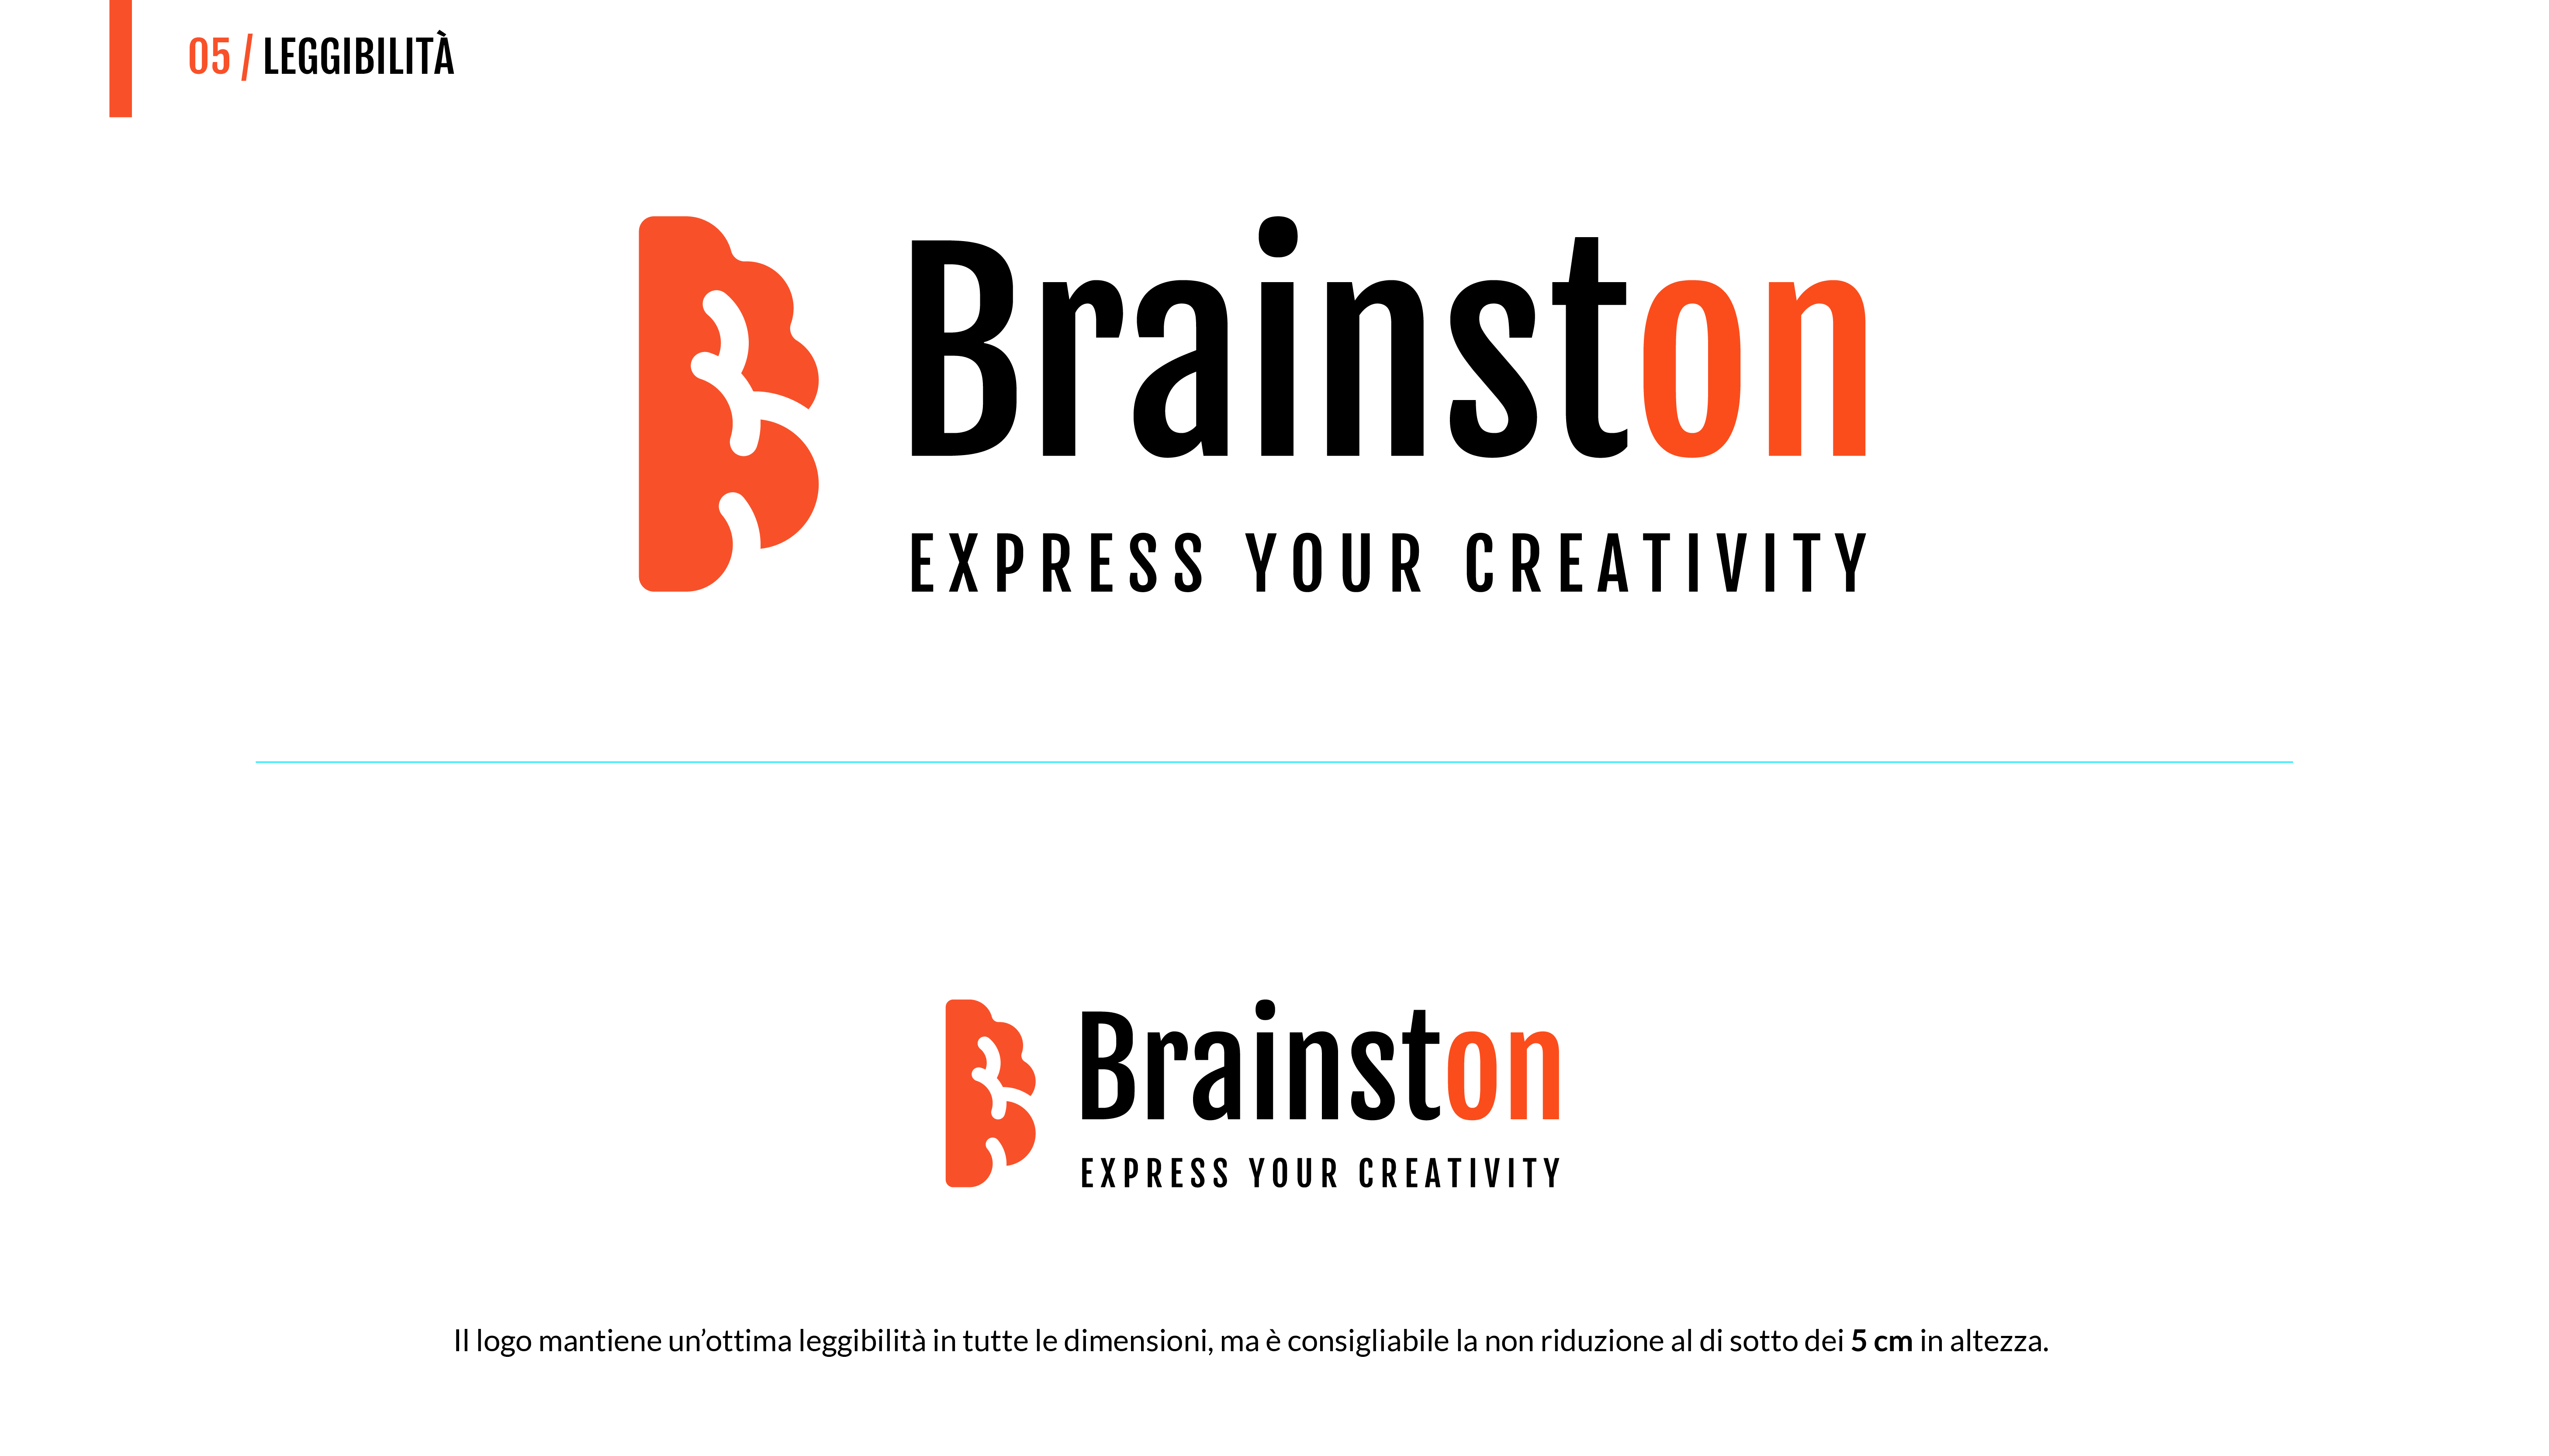 05 / LEGGIBILITÀ
Brainston
EXPRESS YOUR CREATIVITY
Brainston
EXPRESS YOUR CREATIVITY
Il logo mantiene un’ottima leggibilità in tutte le dimensioni, ma è consigliabile la non riduzione al di sotto dei 5 cm in altezza.